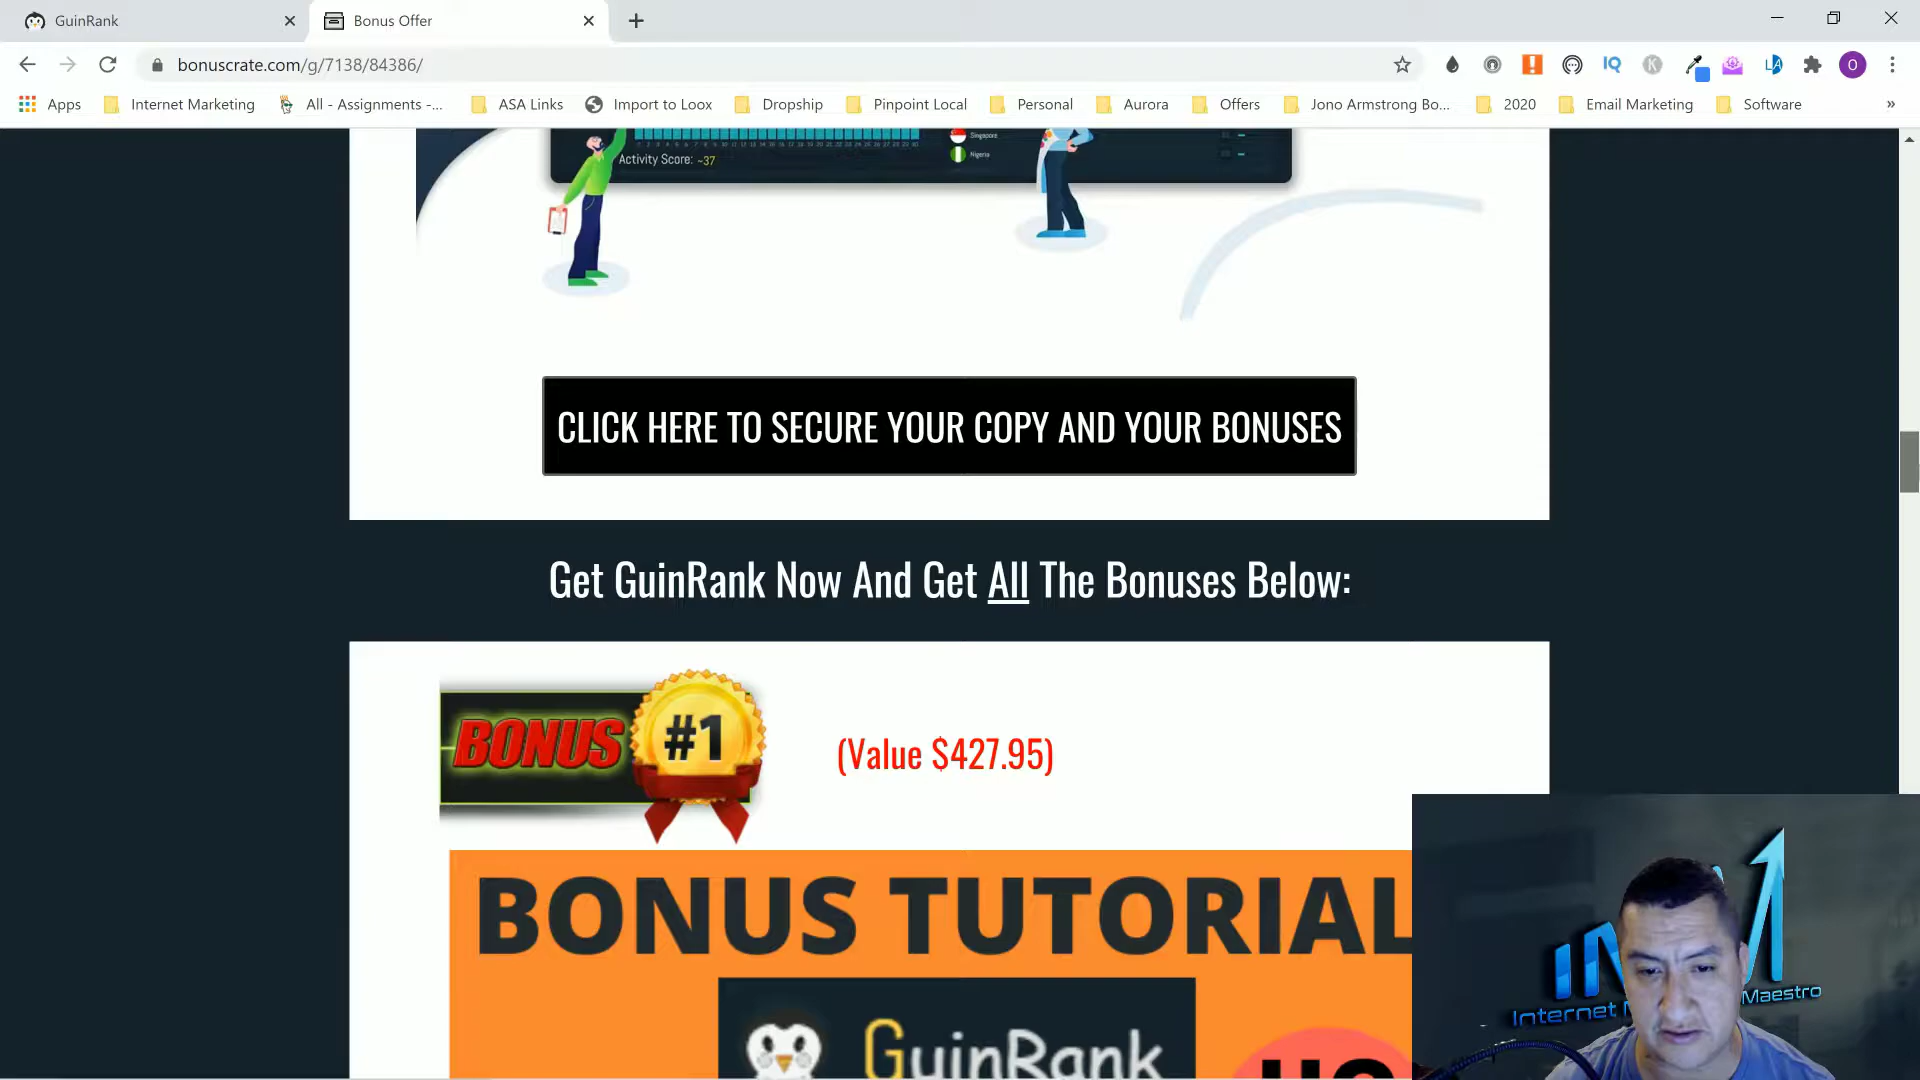 GuinRank
Bonus Offer
bonuscrate.com/g/7138/84386/
O
Apps
Internet Marketing
All - Assignments -...
ASA Links
Import to Loox
Dropship
Pinpoint Local
Personal
Aurora
Offers
Jono Armstrong Bo...
2020
Email Marketing
Software
»
Singapore
Nigeria
Activity Score: ~37
CLICK HERE TO SECURE YOUR COPY AND YOUR BONUSES
Get GuinRank Now And Get All The Bonuses Below:
BONUS
#1
(Value $427.95)
BONUS TUTORIAL
GuinRank
Internet
Maestro